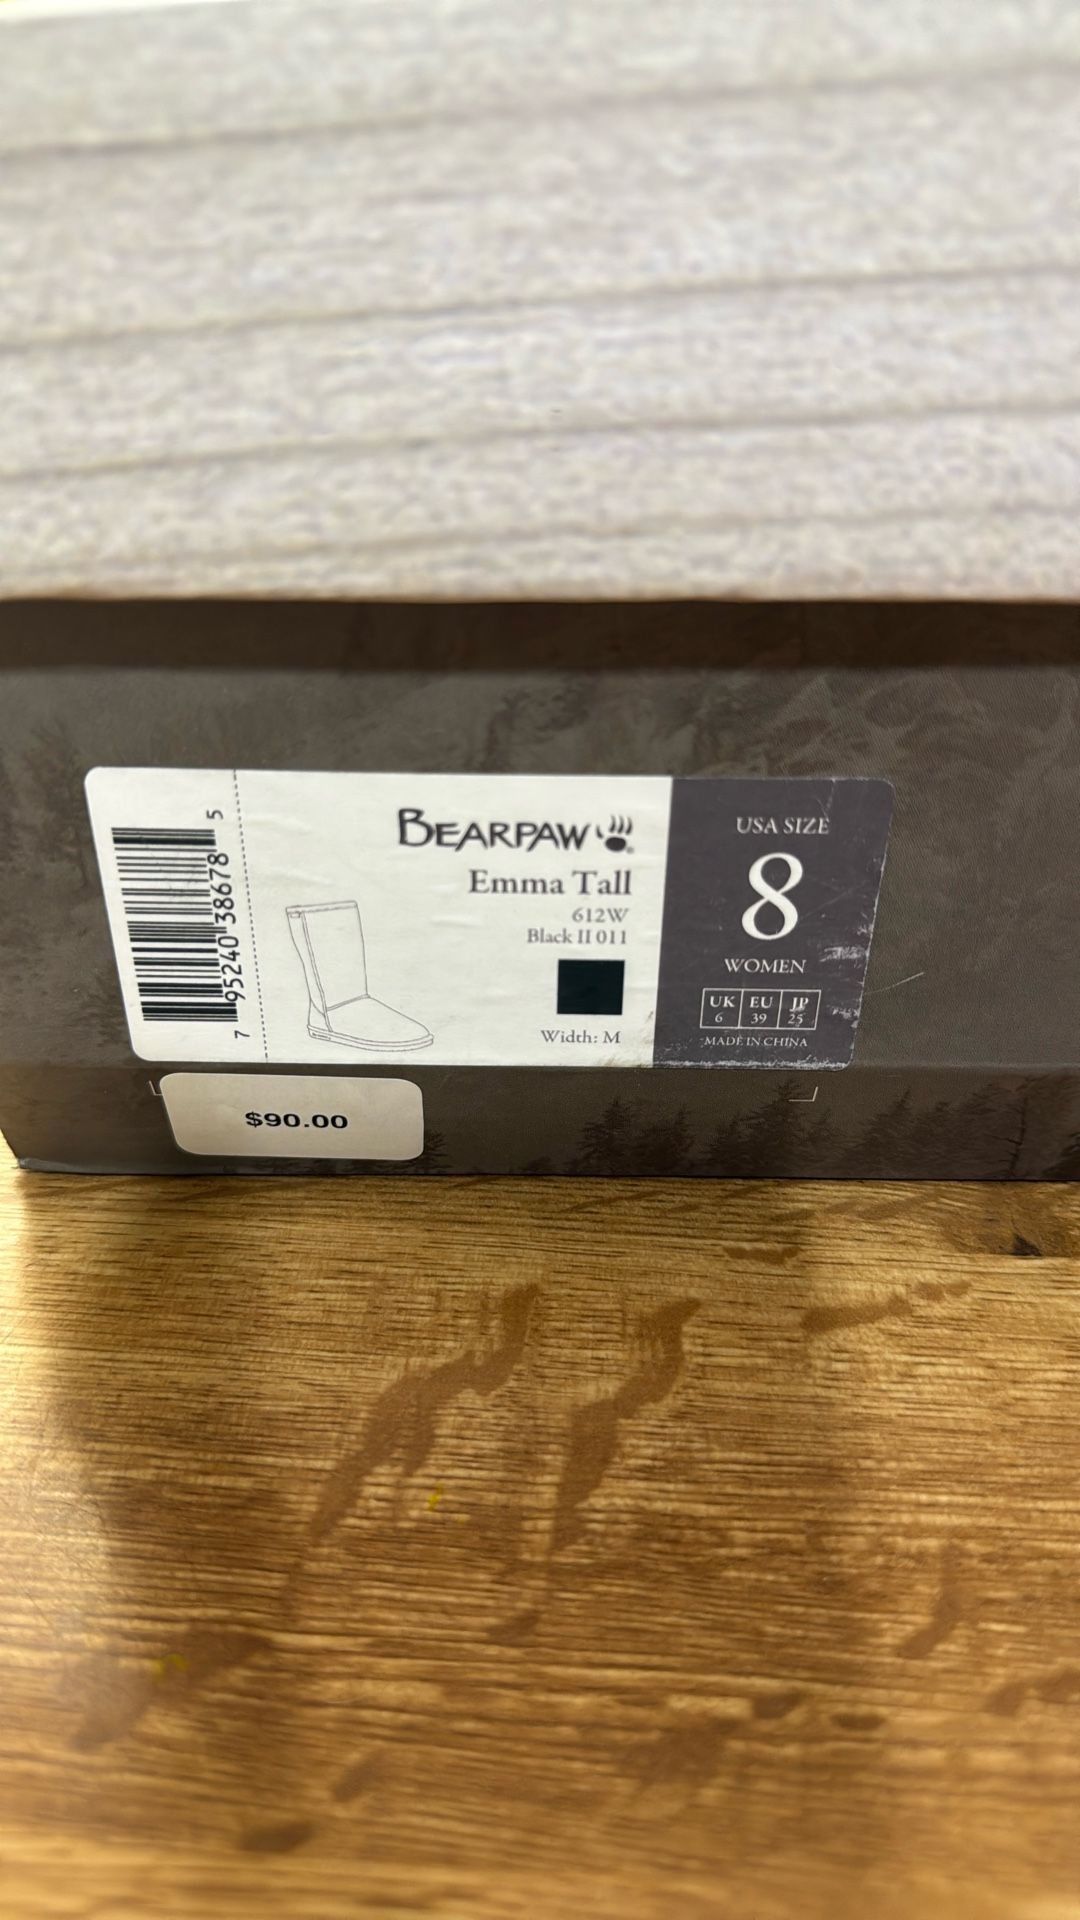 7 95240 38678 5
BEARPAW
Emma Tall
612W
Black II 011
Width: M
USA SIZE
8
WOMEN
UK EU JP
6 39 25
MADE IN CHINA
$90.00